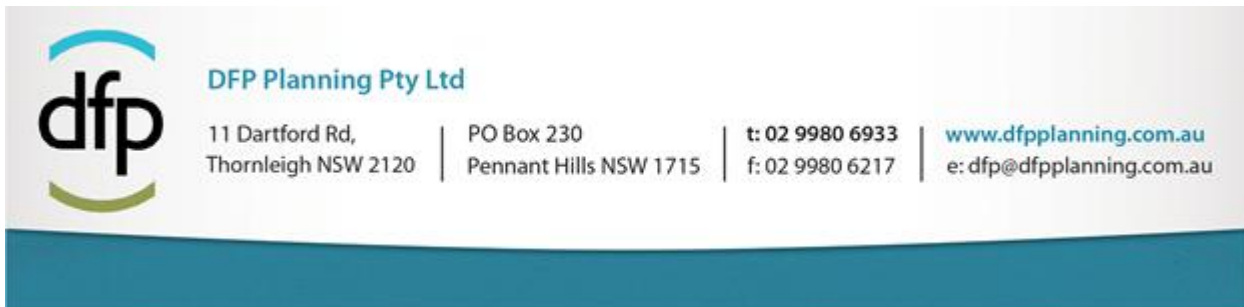 dfp
DFP Planning Pty Ltd
11 Dartford Rd,
Thornleigh NSW 2120
PO Box 230
Pennant Hills NSW 1715
t: 02 9980 6933
f: 02 9980 6217
www.dfpplanning.com.au
e: dfp@dfpplanning.com.au